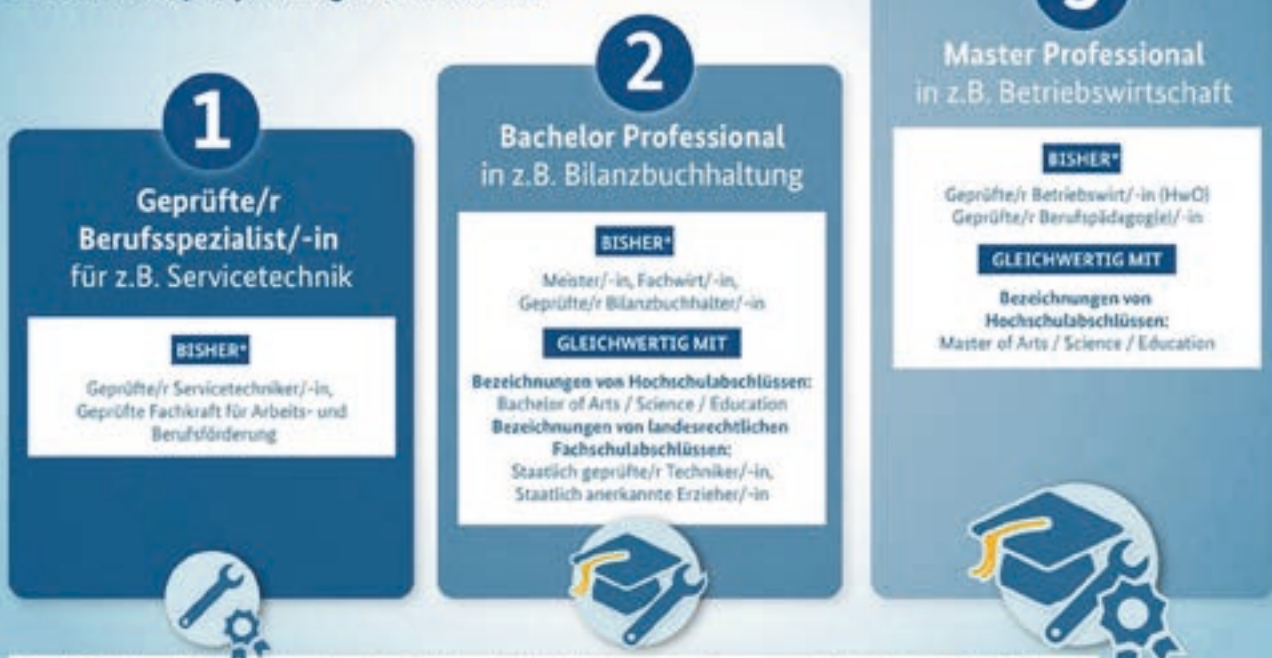 1
Geprüfte/r
Berufsspezialist/-in
für z.B. Servicetechnik
BISHER*
Geprüfte/r Servicetechniker/-in,
Geprüfte Fachkraft für Arbeits- und
Berufsförderung
2
Bachelor Professional
in z.B. Bilanzbuchhaltung
BISHER*
Meister/-in, Fachwirt/-in,
Geprüfte/r Bilanzbuchhalter/-in
GLEICHWERTIG MIT
Bezeichnungen von Hochschulabschlüssen:
Bachelor of Arts / Science / Education
Bezeichnungen von landesrechtlichen
Fachschulabschlüssen:
Staatlich geprüfte/r Techniker/-in,
Staatlich anerkannte Erzieher/-in
Master Professional
in z.B. Betriebswirtschaft
BISHER*
Geprüfte/r Betriebswirt/-in (HwO)
Geprüfte/r Berufspädagog(e)/-in
GLEICHWERTIG MIT
Bezeichnungen von
Hochschulabschlüssen:
Master of Arts / Science / Education